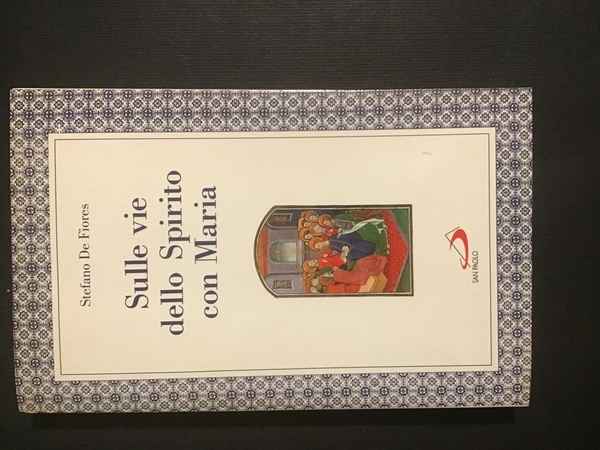 Stefano De Fiores
Sulle vie
dello Spirito
con Maria
SAN PAOLO